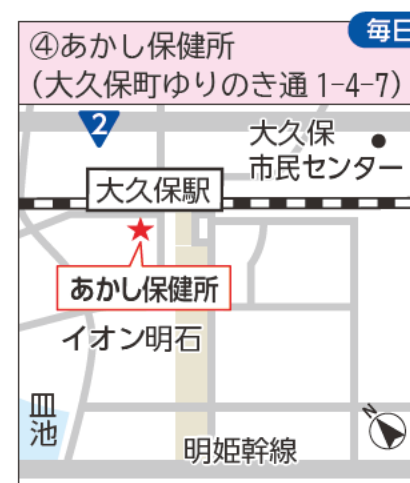 毎日
④あかし保健所
（大久保町ゆりのき通1-4-7）
2
大久保
市民センター
大久保駅
あかし保健所
イオン明石
皿
池
N
明姫幹線